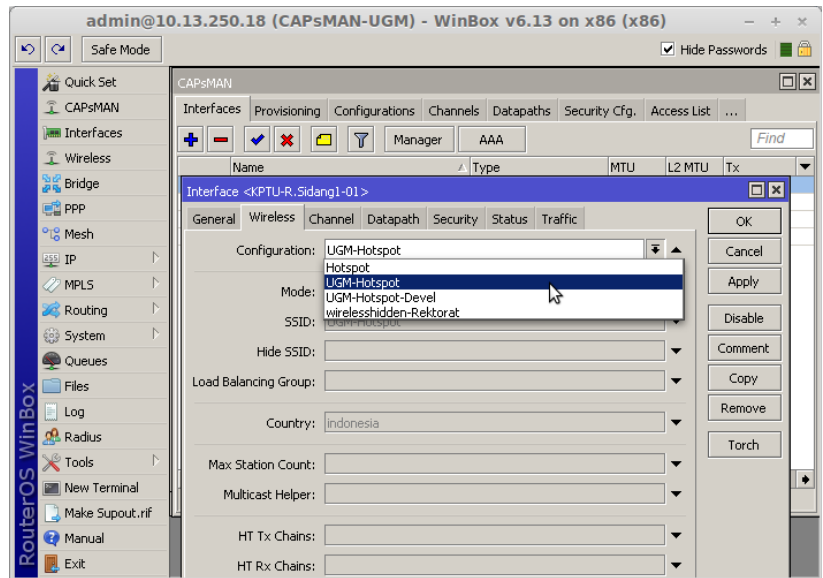 admin@10.13.250.18 (CAPsMAN-UGM) - WinBox v6.13 on x86 (x86)
Safe Mode
Hide Passwords
RouterOS WinBox
Quick Set
CAPsMAN
Interfaces
Wireless
Bridge
PPP
Mesh
IP
MPLS
Routing
System
Queues
Files
Log
Radius
Tools
New Terminal
Make Supout.rif
Manual
Exit
CAPsMAN
Interfaces Provisioning Configurations Channels Datapaths Security Cfg. Access List ...
Manager AAA Find
Name Type MTU L2 MTU Tx
Interface <KPTU-R.Sidang1-01>
General Wireless Channel Datapath Security Status Traffic
Configuration: UGM-Hotspot
Hotspot
UGM-Hotspot
UGM-Hotspot-Devel
wirelesshidden-Rektorat
Mode:
SSID: UGM-Hotspot
Hide SSID:
Load Balancing Group:
Country: indonesia
Max Station Count:
Multicast Helper:
HT Tx Chains:
HT Rx Chains:
OK
Cancel
Apply
Disable
Comment
Copy
Remove
Torch